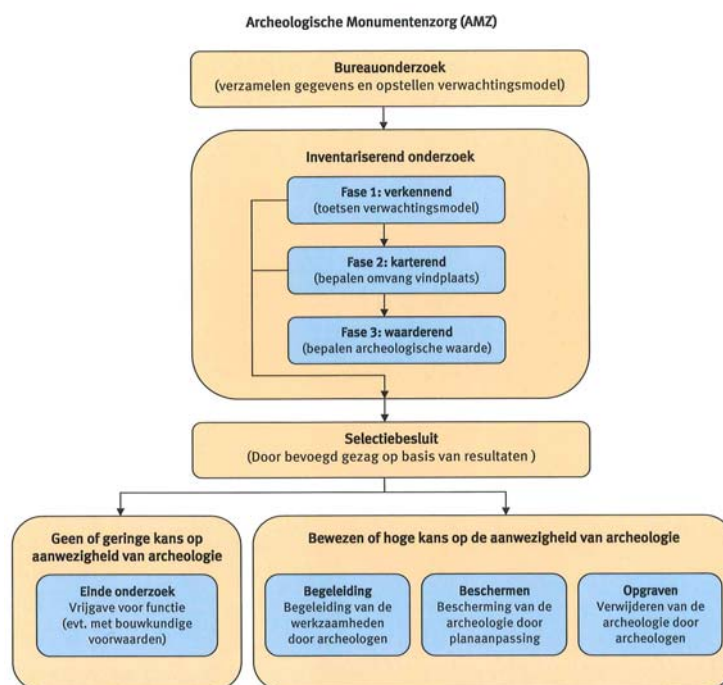 Archeologische Monumentenzorg (AMZ)
Bureauonderzoek
(verzamelen gegevens en opstellen verwachtingsmodel)
Inventariserend onderzoek
Fase 1: verkennend
(toetsen verwachtingsmodel)
Fase 2: karterend
(bepalen omvang vindplaats)
Fase 3: waarderend
(bepalen archeologische waarde)
Selectiebesluit
(Door bevoegd gezag op basis van resultaten )
Geen of geringe kans op
aanwezigheid van archeologie
Einde onderzoek
Vrijgave voor functie
(evt. met bouwkundige
voorwaarden)
Bewezen of hoge kans op de aanwezigheid van archeologie
Begeleiding
Begeleiding van de
werkzaamheden
door archeologen
Beschermen
Bescherming van de
archeologie door
planaanpassing
Opgraven
Verwijderen van de
archeologie door
archeologen